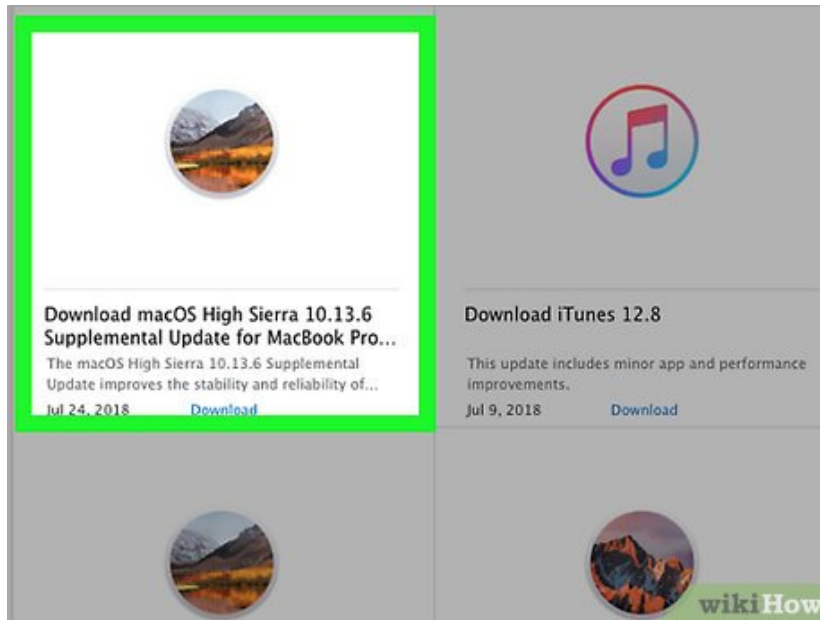 Download macOS High Sierra 10.13.6
Supplemental Update for MacBook Pro...
The macOS High Sierra 10.13.6 Supplemental
Update improves the stability and reliability of...
Jul 24, 2018 Download
Download iTunes 12.8
This update includes minor app and performance
improvements.
Jul 9, 2018 Download
wikiHow